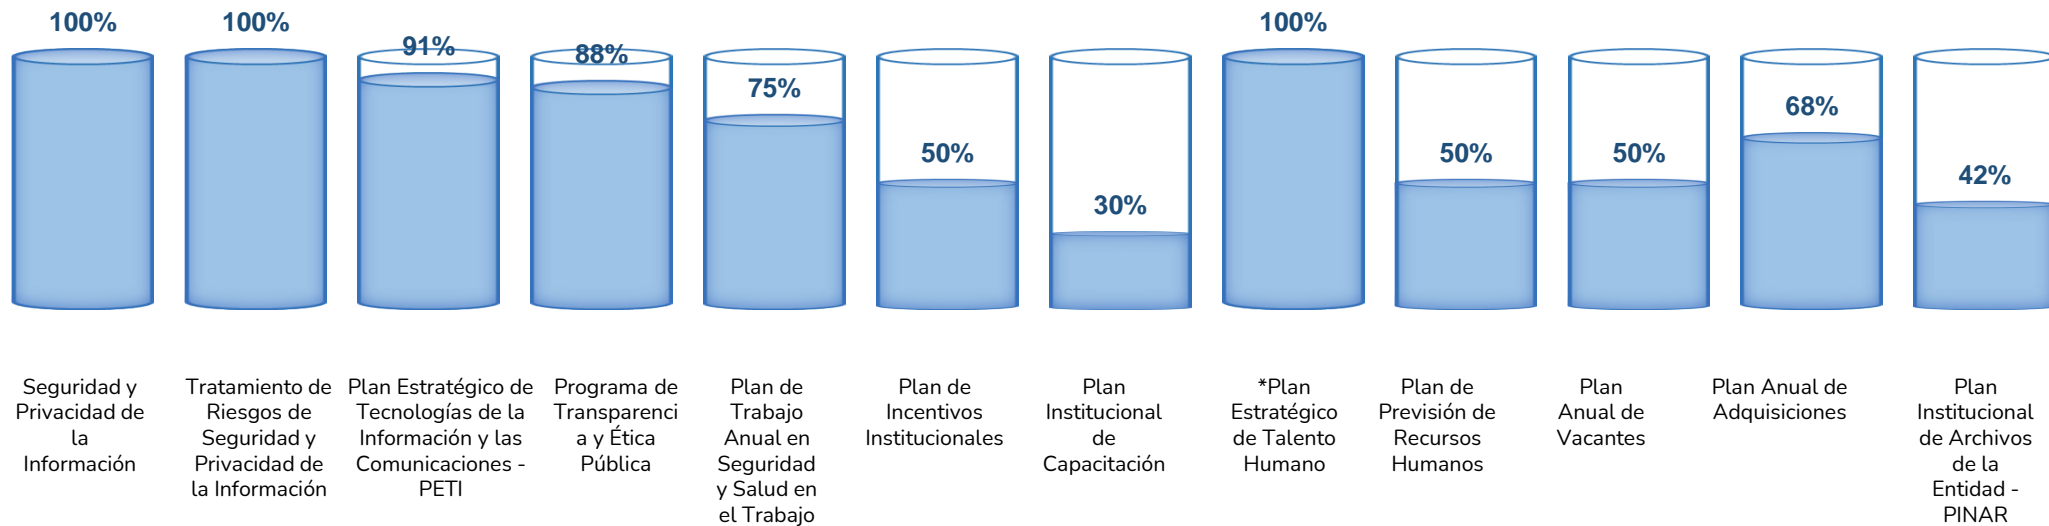 100%
100%
91%
88%
75%
50%
30%
100%
50%
50%
68%
42%
Seguridad y
Privacidad de
la
Información
Tratamiento de
Riesgos de
Seguridad y
Privacidad de
la Información
Plan Estratégico de
Tecnologías de la
Información y las
Comunicaciones -
PETI
Programa de
Transparenci
a y Ética
Pública
Plan de
Trabajo
Anual en
Seguridad
y Salud en
el Trabajo
Plan de
Incentivos
Institucionales
Plan
Institucional
de
Capacitación
*Plan
Estratégico
de Talento
Humano
Plan de
Previsión de
Recursos
Humanos
Plan
Anual de
Vacantes
Plan Anual de
Adquisiciones
Plan
Institucional
de Archivos
de la
Entidad -
PINAR